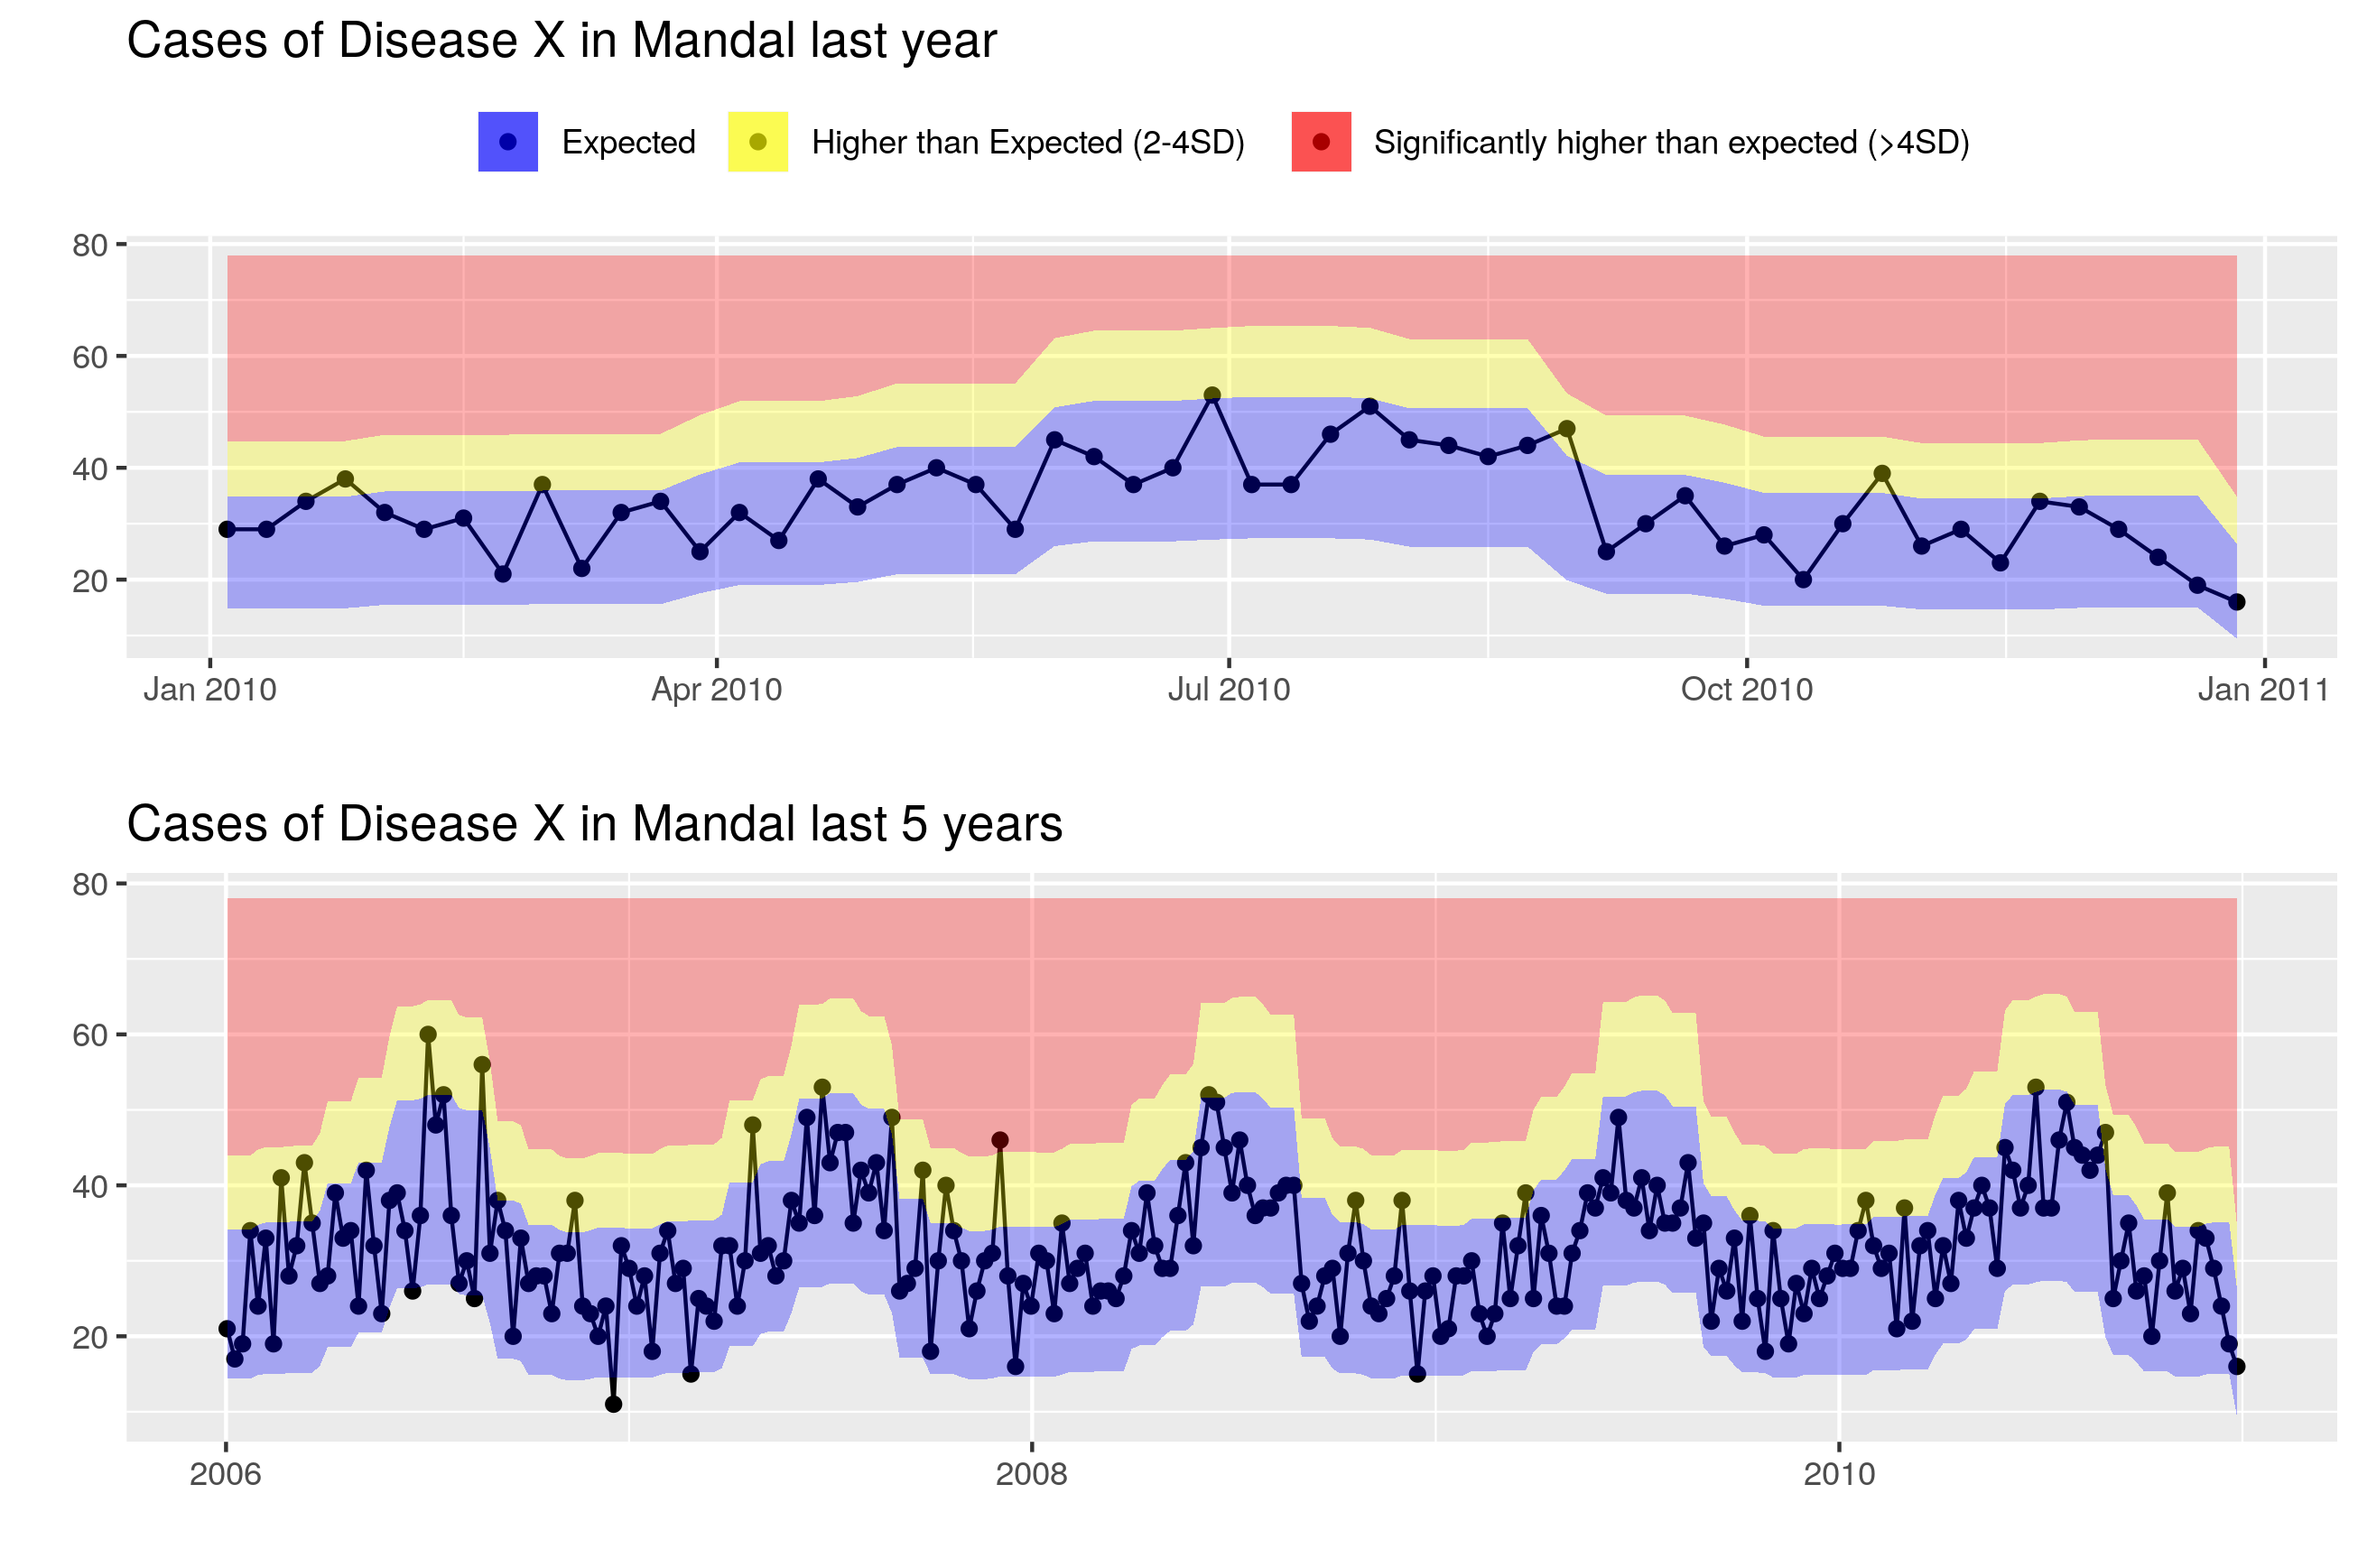 Cases of Disease X in Mandal last year
Expected Higher than Expected (2-4SD) Significantly higher than expected (>4SD)
80
60
40
20
Jan 2010 Apr 2010 Jul 2010 Oct 2010 Jan 2011
Cases of Disease X in Mandal last 5 years
80
60
40
20
2006 2008 2010